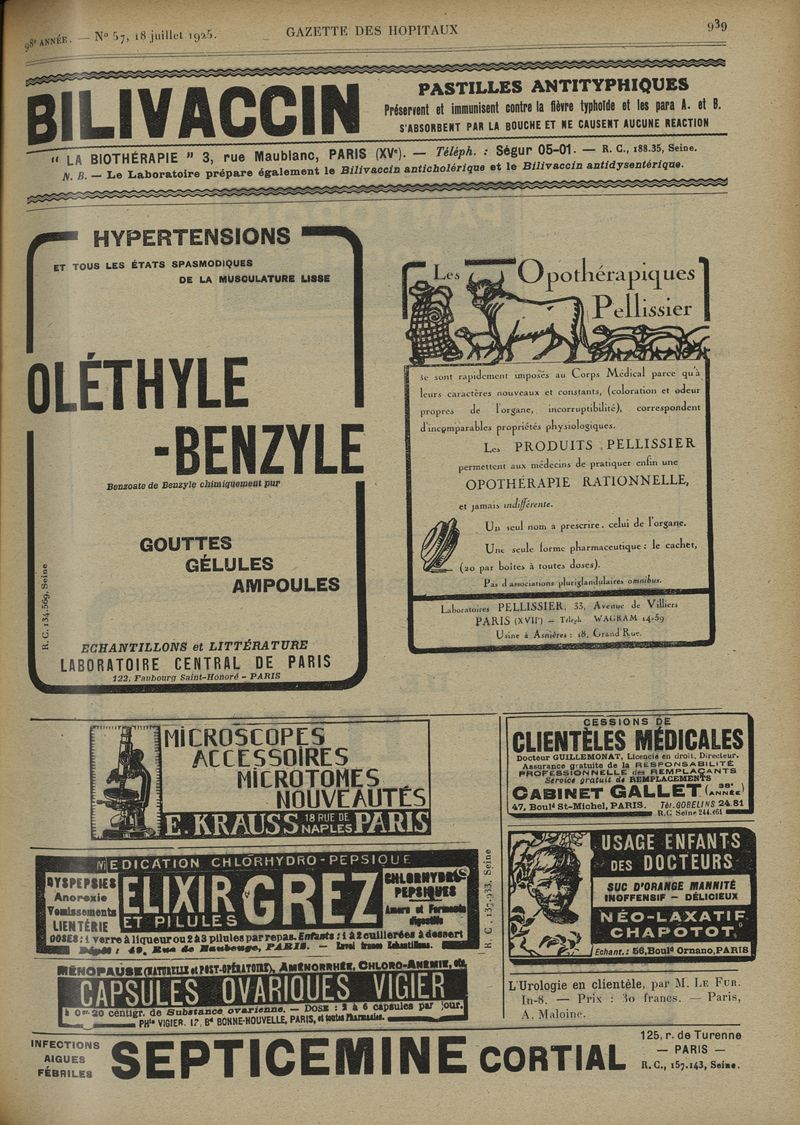 98e ANNÉE. — No 57, 18 juillet 1925.
GAZETTE DES HOPITAUX
939
BILIVACCIN
PASTILLES ANTITYPHIQUES
Préservent et immunisent contre la fièvre typhoïde et les para A. et B.
S'ABSORBENT PAR LA BOUCHE ET NE CAUSENT AUCUNE REACTION
" LA BIOTHÉRAPIE " 3, rue Maublanc, PARIS (XVe). — Téléph. : Ségur 05-01. — R. C., 188.35, Seine.
N. B. — Le Laboratoire prépare également le Bilivaccin anticholérique et le Bilivaccin antidysentérique.
HYPERTENSIONS
ET TOUS LES ÉTATS SPASMODIQUES
DE LA MUSCULATURE LISSE
OLÉTHYLE
-BENZYLE
Benzoate de Benzyle chimiquement pur
GOUTTES
GÉLULES
AMPOULES
R. C. 134.569, Seine
ECHANTILLONS et LITTÉRATURE
LABORATOIRE CENTRAL DE PARIS
122, Faubourg Saint-Honoré - PARIS
Les Opothérapiques
Pellissier
se sont rapidement imposés au Corps Médical parce qu'à
leurs caractères nouveaux et constants, (coloration et odeur
propres de l'organe, incorruptibilité), correspondent
d'incomparables propriétés physiologiques.
Les PRODUITS PELLISSIER
permettent aux médecins de pratiquer enfin une
OPOTHÉRAPIE RATIONNELLE,
et jamais indifférente.
Un seul nom a prescrire, celui de l'organe.
Une seule forme pharmaceutique : le cachet,
(20 par boîtes à toutes doses).
Pas d'associations pluriglandulaires omnibus.
Laboratoires PELLISSIER, 33, Avenue de Villiers
PARIS (XVIIe) — Téléph WAGRAM 14-59
Usine à Asnières : 18, Grand'Rue.
MICROSCOPES
ACCESSOIRES
MICROTOMES
NOUVEAUTÉS
E. KRAUSS 18 RUE DE NAPLES PARIS
CESSIONS DE
CLIENTÈLES MÉDICALES
Docteur GUILLEMONAT, Licencié en droit, Directeur.
Assurance gratuite de la RESPONSABILITÉ
PROFESSIONNELLE des REMPLAÇANTS
Service gratuit de REMPLACEMENTS
CABINET GALLET (38e ANNÉE)
47, Bould St-Michel, PARIS. Tél. GOBELINS 24.81
R.C Seine 244.461
MEDICATION CHLORHYDRO-PEPSIQUE
DYSPEPSIES
Anorexie
Vomissements
LIENTÉRIE
ELIXIR GREZ
ET PILULES
CHLORHYDRO-
PEPSIQUES
Amers et Ferments
digestifs
DOSES : 1 verre à liqueur ou 2 à 3 pilules par repas. Enfants : 1 à 2 cuillerées à dessert
Dépôt : 49, Rue de Maubeuge, PARIS. — Envoi franco Echantillons.
R. C. 132.933. Seine
USAGE ENFANTS
DES DOCTEURS
SUC D'ORANGE MANNITÉ
INOFFENSIF — DÉLICIEUX
NÉO-LAXATIF
CHAPOTOT
Echant. : 56, Bould Ornano, PARIS
MÉNOPAUSE (NATURELLE et POST-OPÉRATOIRE), AMÉNORRHÉE, CHLORO-ANEMIE, etc.
CAPSULES OVARIQUES VIGIER
à 0gr.20 centigr. de Substance ovarienne. — DOSE : 2 à 6 capsules par jour.
PHie VIGIER. 12, Bd BONNE-NOUVELLE, PARIS, et toutes Pharmacies.
L'Urologie en clientèle, par M. LE FUR.
In-8. — Prix : 30 francs. — Paris,
A. Maloine.
INFECTIONS
AIGUES
FÉBRILES
SEPTICEMINE CORTIAL
125, r. de Turenne
— PARIS —
R. C., 157.143, Seine.